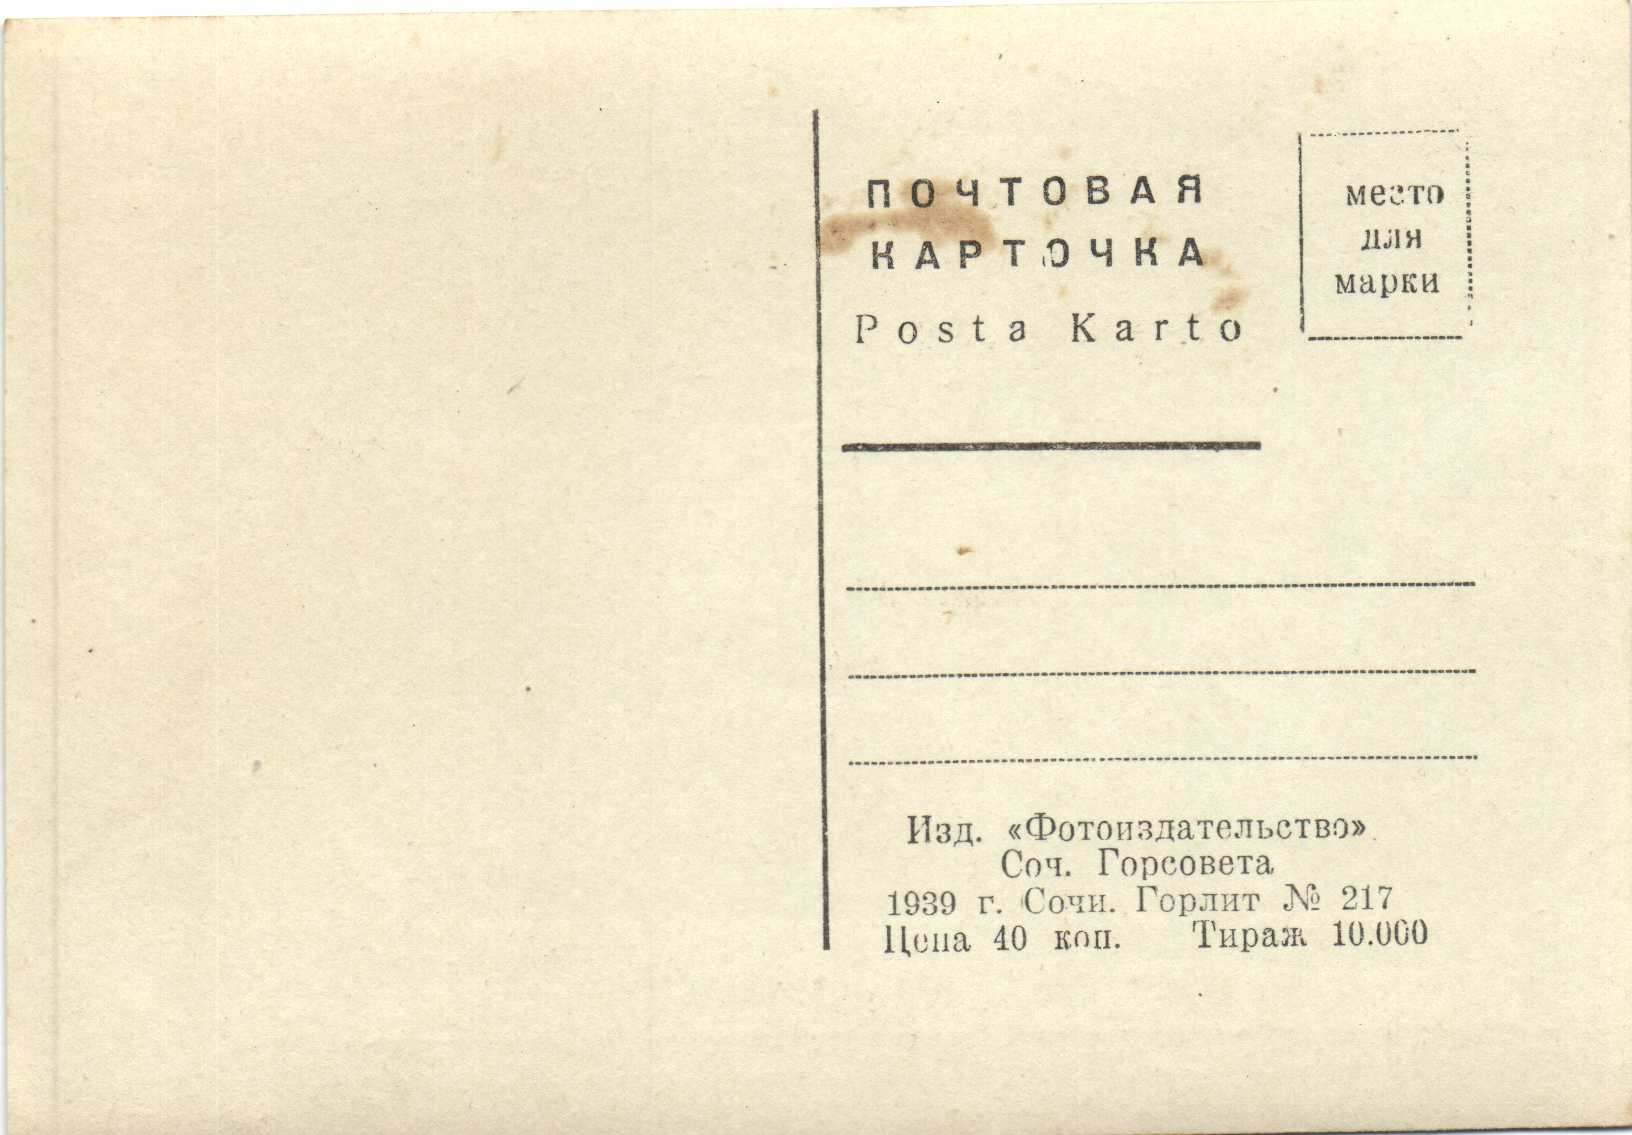 ПОЧТОВАЯ
КАРТОЧКА
Posta Karto
место
для
марки
Изд. «Фотоиздательство»
Соч. Горсовета
1939 г. Сочи. Горлит № 217
Цена 40 коп. Тираж 10.000